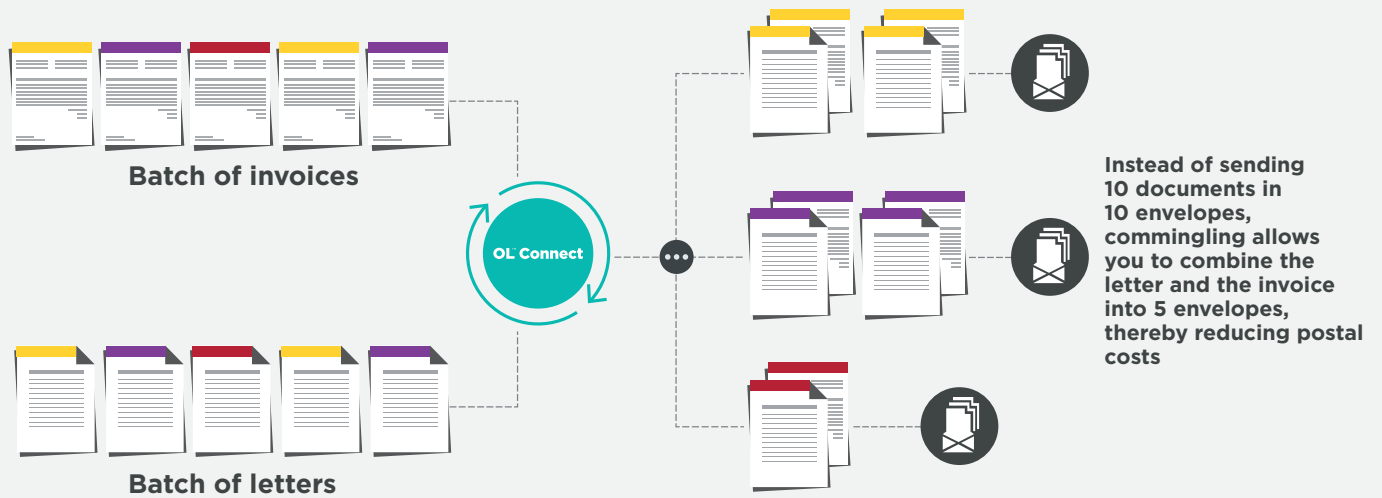 Batch of invoices
OL™ Connect
Batch of letters
Instead of sending
10 documents in
10 envelopes,
commingling allows
you to combine the
letter and the invoice
into 5 envelopes,
thereby reducing postal
costs